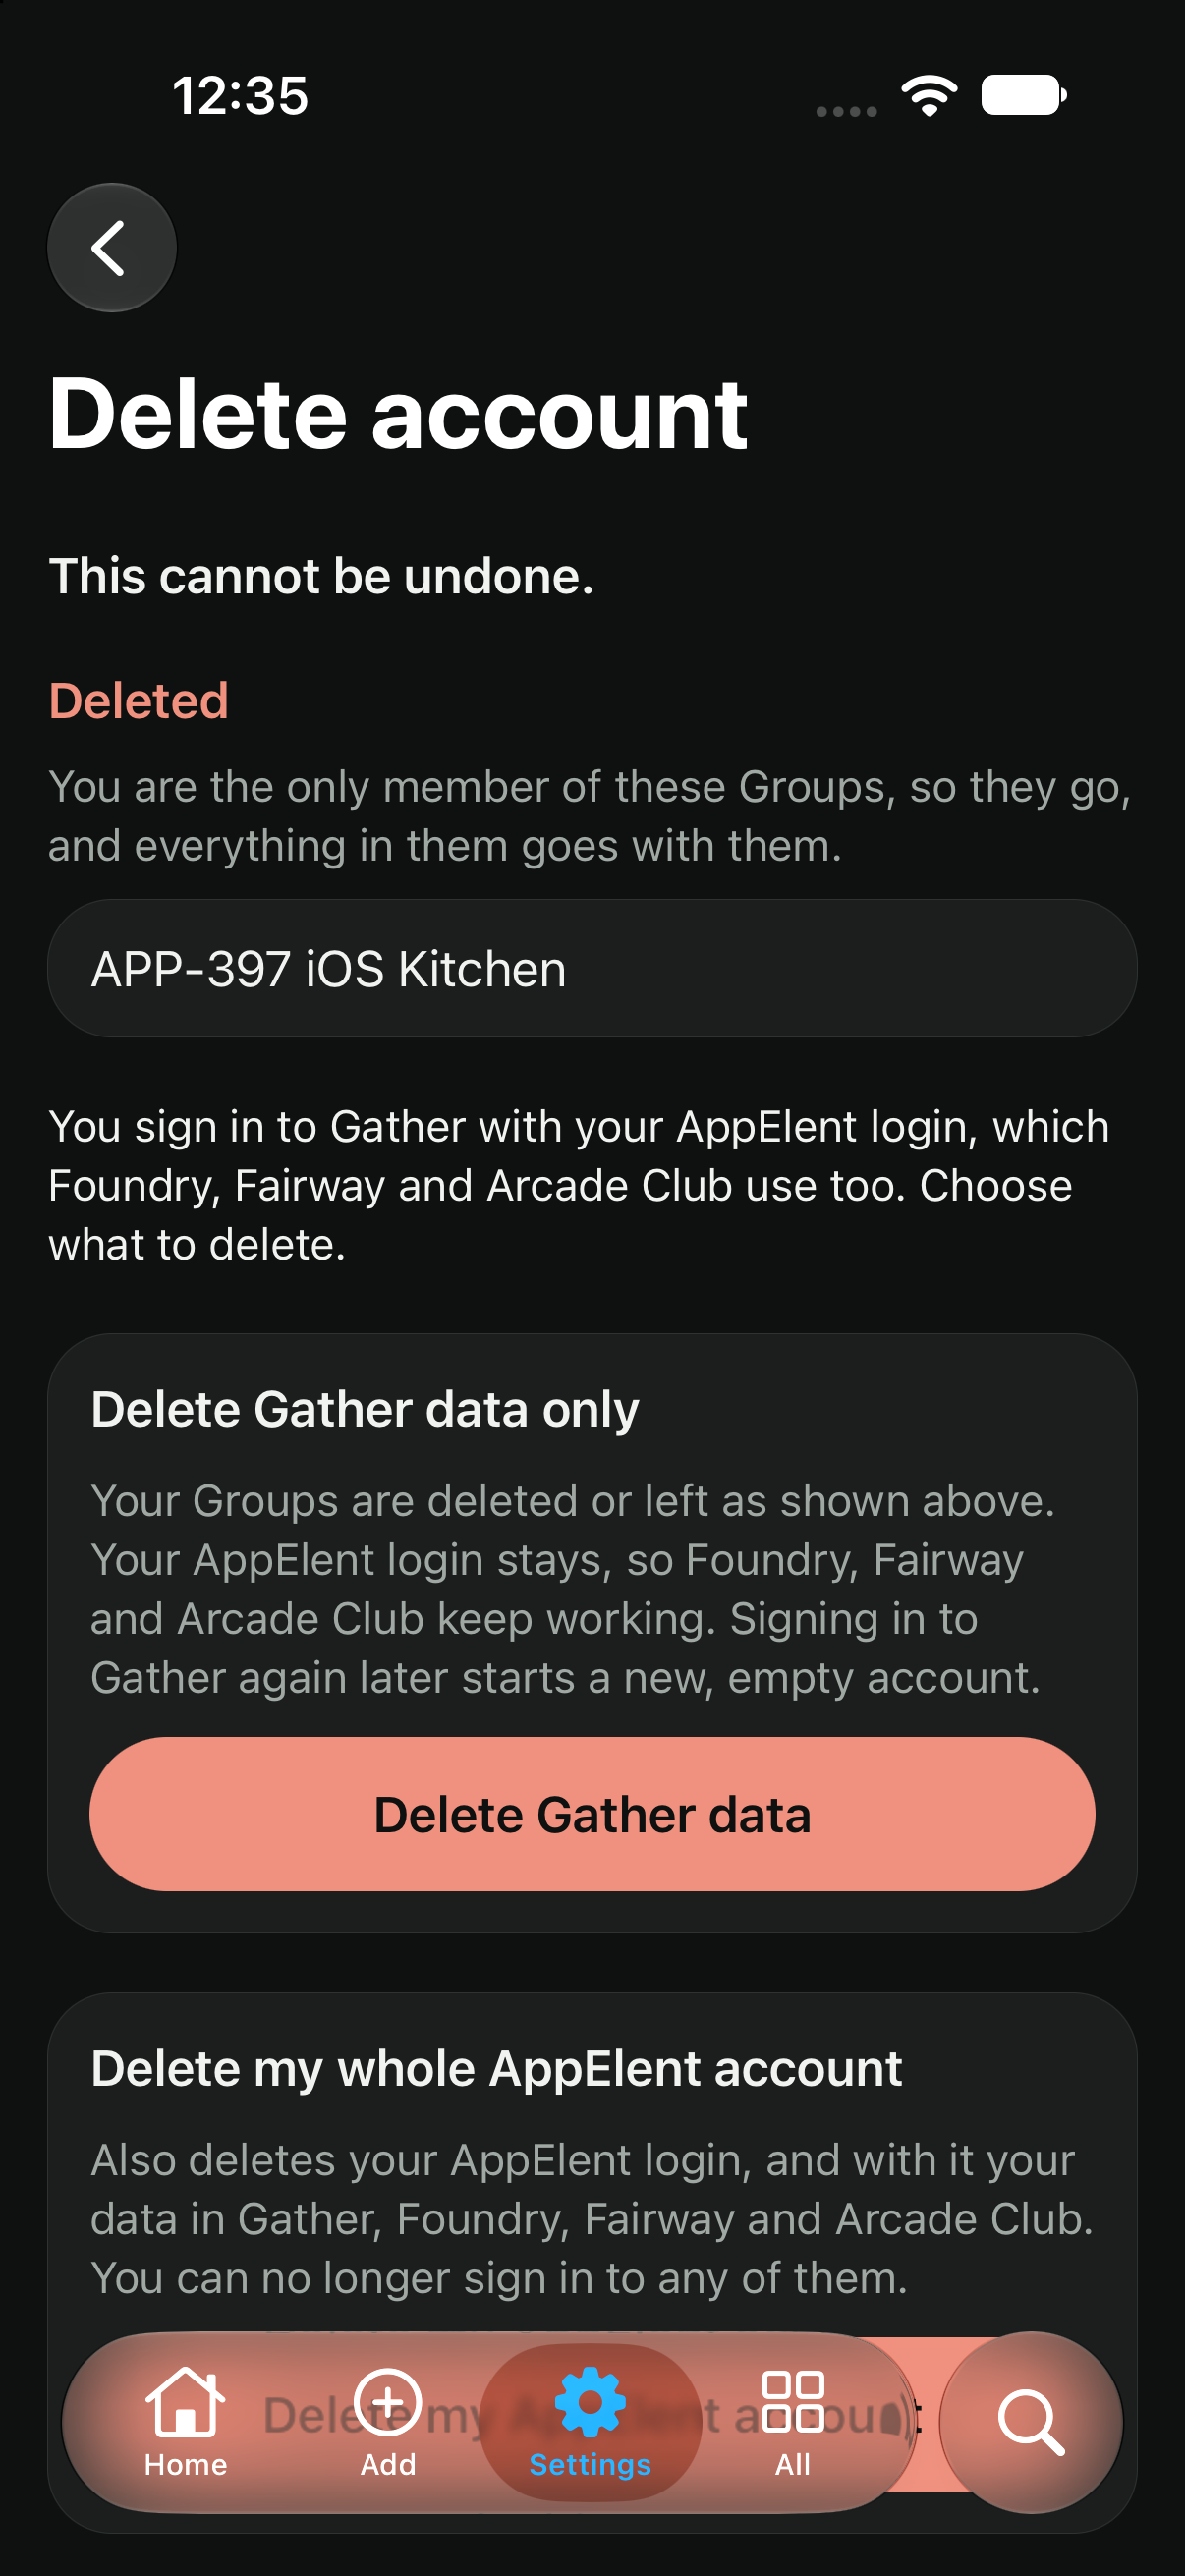 12:35
Delete account
This cannot be undone.
Deleted
You are the only member of these Groups, so they go,
and everything in them goes with them.
APP-397 iOS Kitchen
You sign in to Gather with your AppElent login, which
Foundry, Fairway and Arcade Club use too. Choose
what to delete.
Delete Gather data only
Your Groups are deleted or left as shown above.
Your AppElent login stays, so Foundry, Fairway
and Arcade Club keep working. Signing in to
Gather again later starts a new, empty account.
Delete Gather data
Delete my whole AppElent account
Also deletes your AppElent login, and with it your
data in Gather, Foundry, Fairway and Arcade Club.
You can no longer sign in to any of them.
Delete my AppElent account
Home
Add
Settings
All